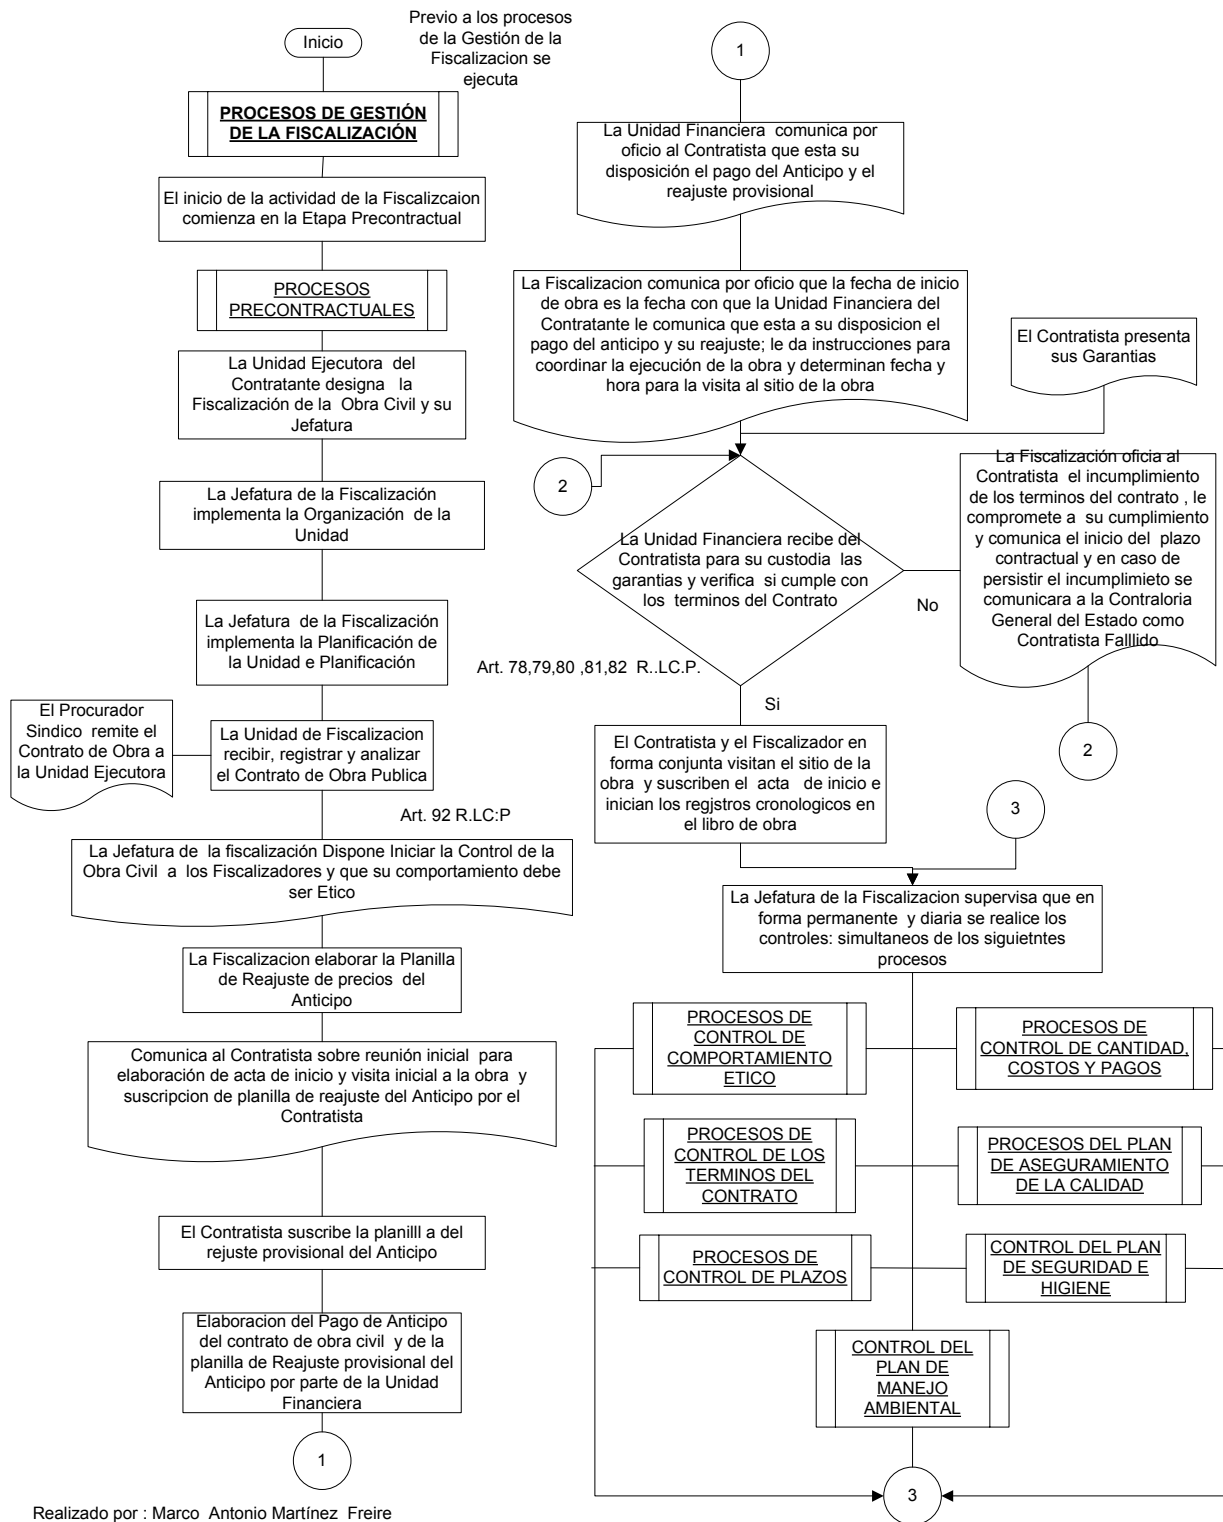 Inicio
Previo a los procesos
de la Gestión de la
Fiscalizacion se
ejecuta
PROCESOS DE GESTIÓN
DE LA FISCALIZACIÓN
El inicio de la actividad de la Fiscalizcaion
comienza en la Etapa Precontractual
PROCESOS
PRECONTRACTUALES
La Unidad Ejecutora del
Contratante designa la
Fiscalización de la Obra Civil y su
Jefatura
La Jefatura de la Fiscalización
implementa la Organización de la
Unidad
La Jefatura de la Fiscalización
implementa la Planificación de
la Unidad e Planificación
El Procurador
Sindico remite el
Contrato de Obra a
la Unidad Ejecutora
La Unidad de Fiscalizacion
recibir, registrar y analizar
el Contrato de Obra Publica
Art. 92 R.LC:P
La Jefatura de la fiscalización Dispone Iniciar la Control de la
Obra Civil a los Fiscalizadores y que su comportamiento debe
ser Etico
La Fiscalizacion elaborar la Planilla
de Reajuste de precios del
Anticipo
Comunica al Contratista sobre reunión inicial para
elaboración de acta de inicio y visita inicial a la obra y
suscripcion de planilla de reajuste del Anticipo por el
Contratista
El Contratista suscribe la planilll a del
rejuste provisional del Anticipo
Elaboracion del Pago de Anticipo
del contrato de obra civil y de la
planilla de Reajuste provisional del
Anticipo por parte de la Unidad
Financiera
1
Realizado por : Marco Antonio Martínez Freire
1
La Unidad Financiera comunica por
oficio al Contratista que esta su
disposición el pago del Anticipo y el
reajuste provisional
La Fiscalizacion comunica por oficio que la fecha de inicio
de obra es la fecha con que la Unidad Financiera del
Contratante le comunica que esta a su disposicion el
pago del anticipo y su reajuste; le da instrucciones para
coordinar la ejecución de la obra y determinan fecha y
hora para la visita al sitio de la obra
El Contratista presenta
sus Garantias
2
La Unidad Financiera recibe del
Contratista para su custodia las
garantias y verifica si cumple con
los terminos del Contrato
No
La Fiscalización oficia al
Contratista el incumplimiento
de los terminos del contrato , le
compromete a su cumplimiento
y comunica el inicio del plazo
contractual y en caso de
persistir el incumplimieto se
comunicara a la Contraloria
General del Estado como
Contratista Falllido
2
Art. 78,79,80 ,81,82 R..LC.P.
Si
El Contratista y el Fiscalizador en
forma conjunta visitan el sitio de la
obra y suscriben el acta de inicio e
inician los regjstros cronologicos en
el libro de obra
3
La Jefatura de la Fiscalizacion supervisa que en
forma permanente y diaria se realice los
controles: simultaneos de los siguietntes
procesos
PROCESOS DE
CONTROL DE
COMPORTAMIENTO
ETICO
PROCESOS DE
CONTROL DE CANTIDAD,
COSTOS Y PAGOS
PROCESOS DE
CONTROL DE LOS
TERMINOS DEL
CONTRATO
PROCESOS DEL PLAN
DE ASEGURAMIENTO
DE LA CALIDAD
PROCESOS DE
CONTROL DE PLAZOS
CONTROL DEL PLAN
DE SEGURIDAD E
HIGIENE
CONTROL DEL
PLAN DE
MANEJO
AMBIENTAL
3